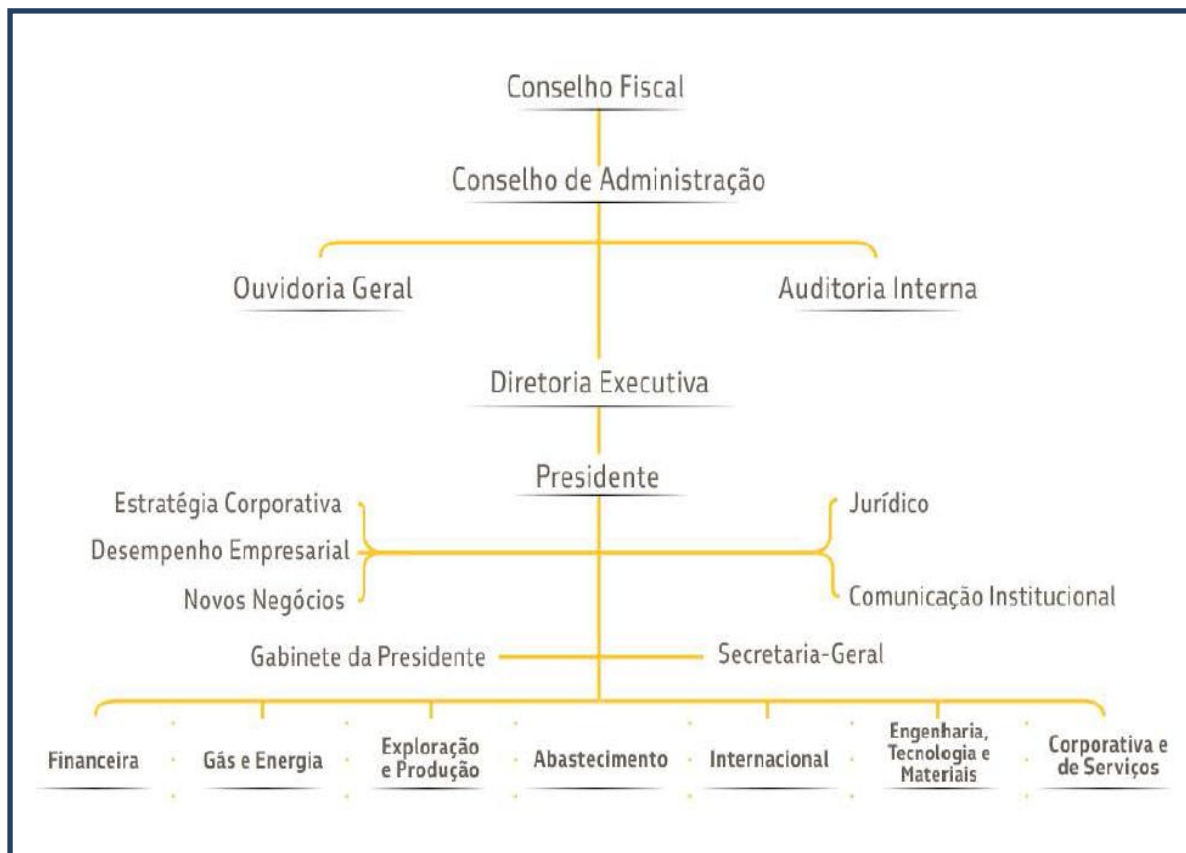 Conselho Fiscal
Conselho de Administração
Ouvidoria Geral
Auditoria Interna
Diretoria Executiva
Presidente
Estratégia Corporativa
Jurídico
Desempenho Empresarial
Novos Negócios
Comunicação Institucional
Gabinete da Presidente
Secretaria-Geral
Financeira
Gás e Energia
Exploração
e Produção
Abastecimento
Internacional
Engenharia,
Tecnologia e
Materiais
Corporativa e
de Serviços